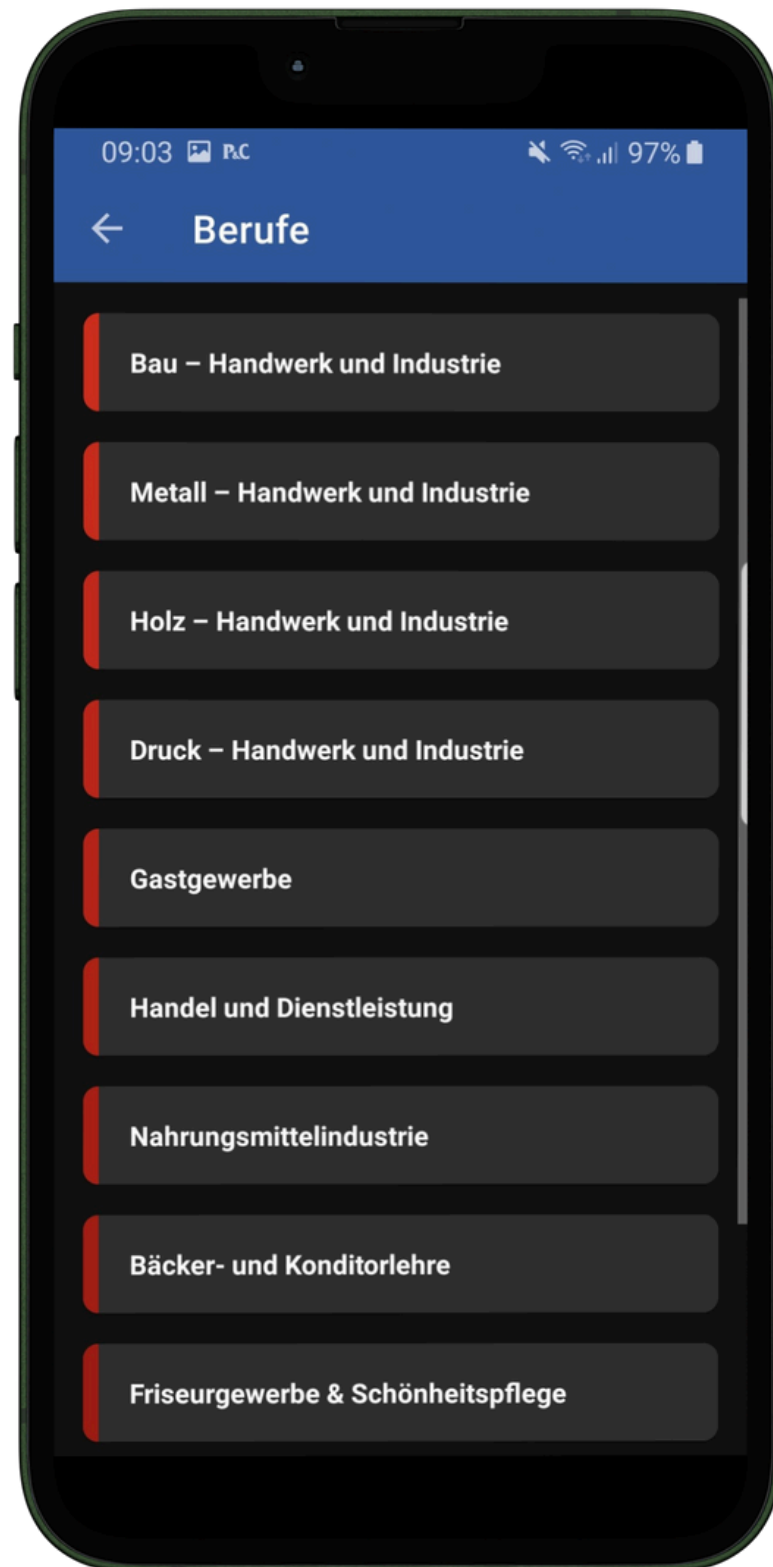 09:03 P&C 97%
Berufe
Bau – Handwerk und Industrie
Metall – Handwerk und Industrie
Holz – Handwerk und Industrie
Druck – Handwerk und Industrie
Gastgewerbe
Handel und Dienstleistung
Nahrungsmittelindustrie
Bäcker- und Konditorlehre
Friseurgewerbe & Schönheitspflege